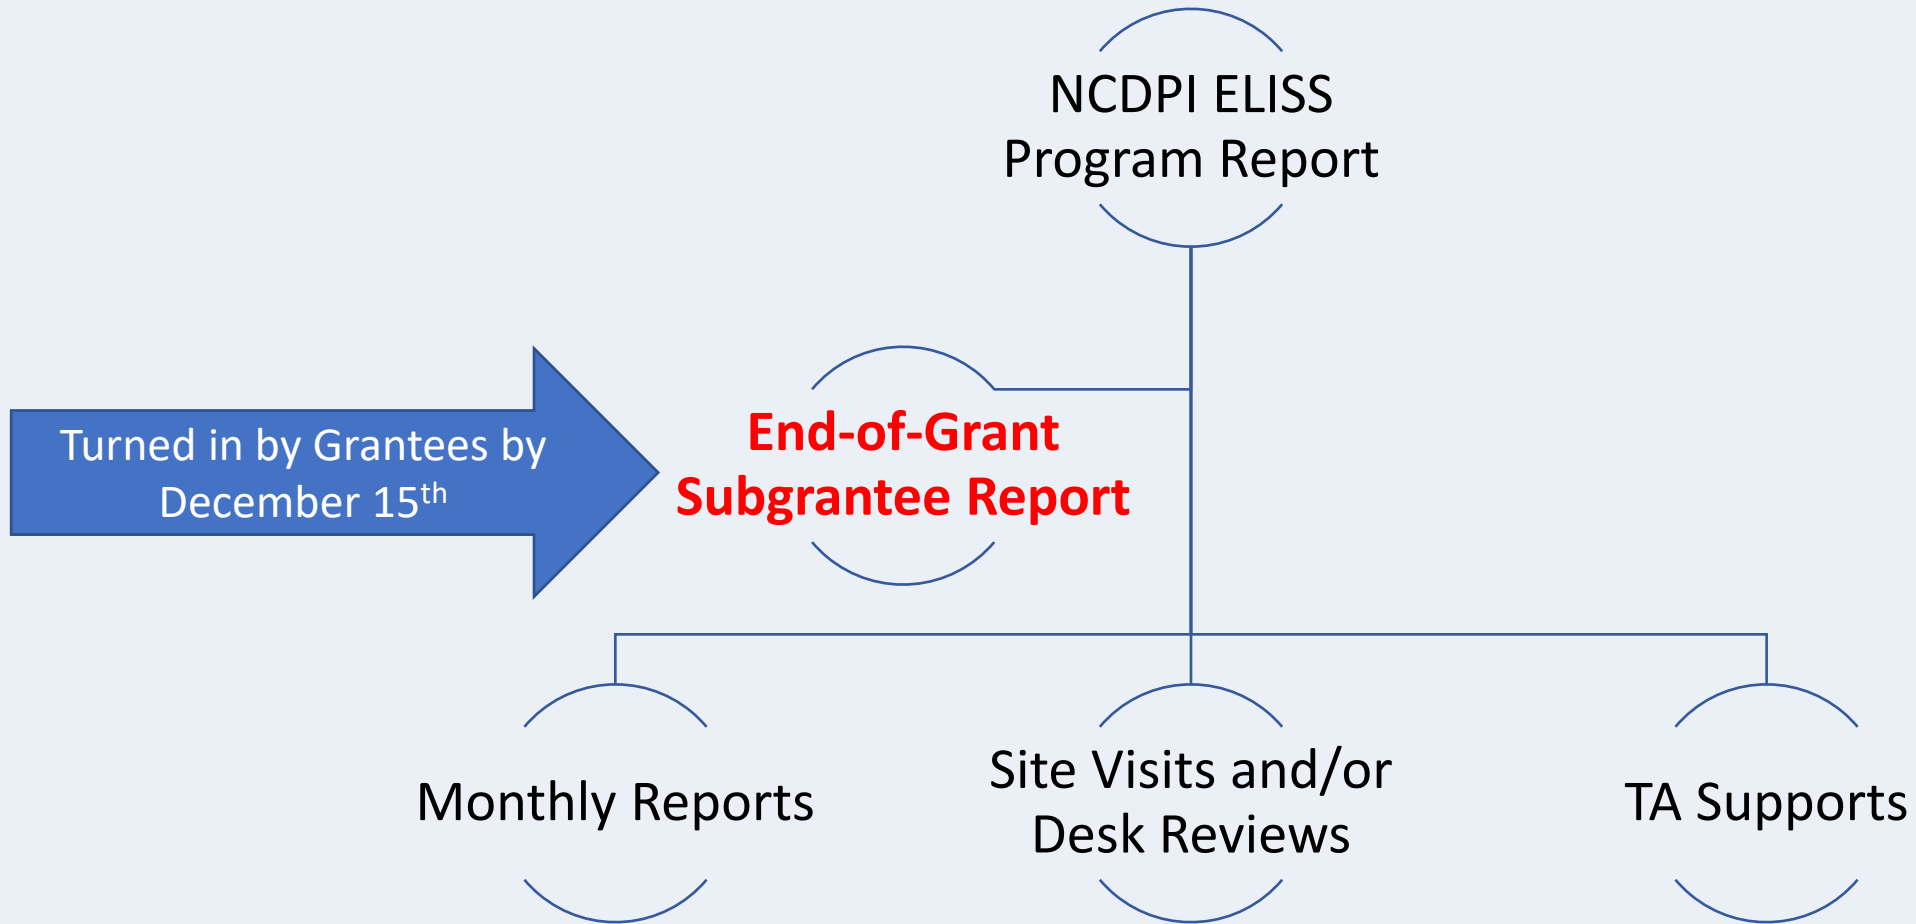 NCDPI ELISS
Program Report
Turned in by Grantees by
December 15th
End-of-Grant
Subgrantee Report
Monthly Reports
Site Visits and/or
Desk Reviews
TA Supports